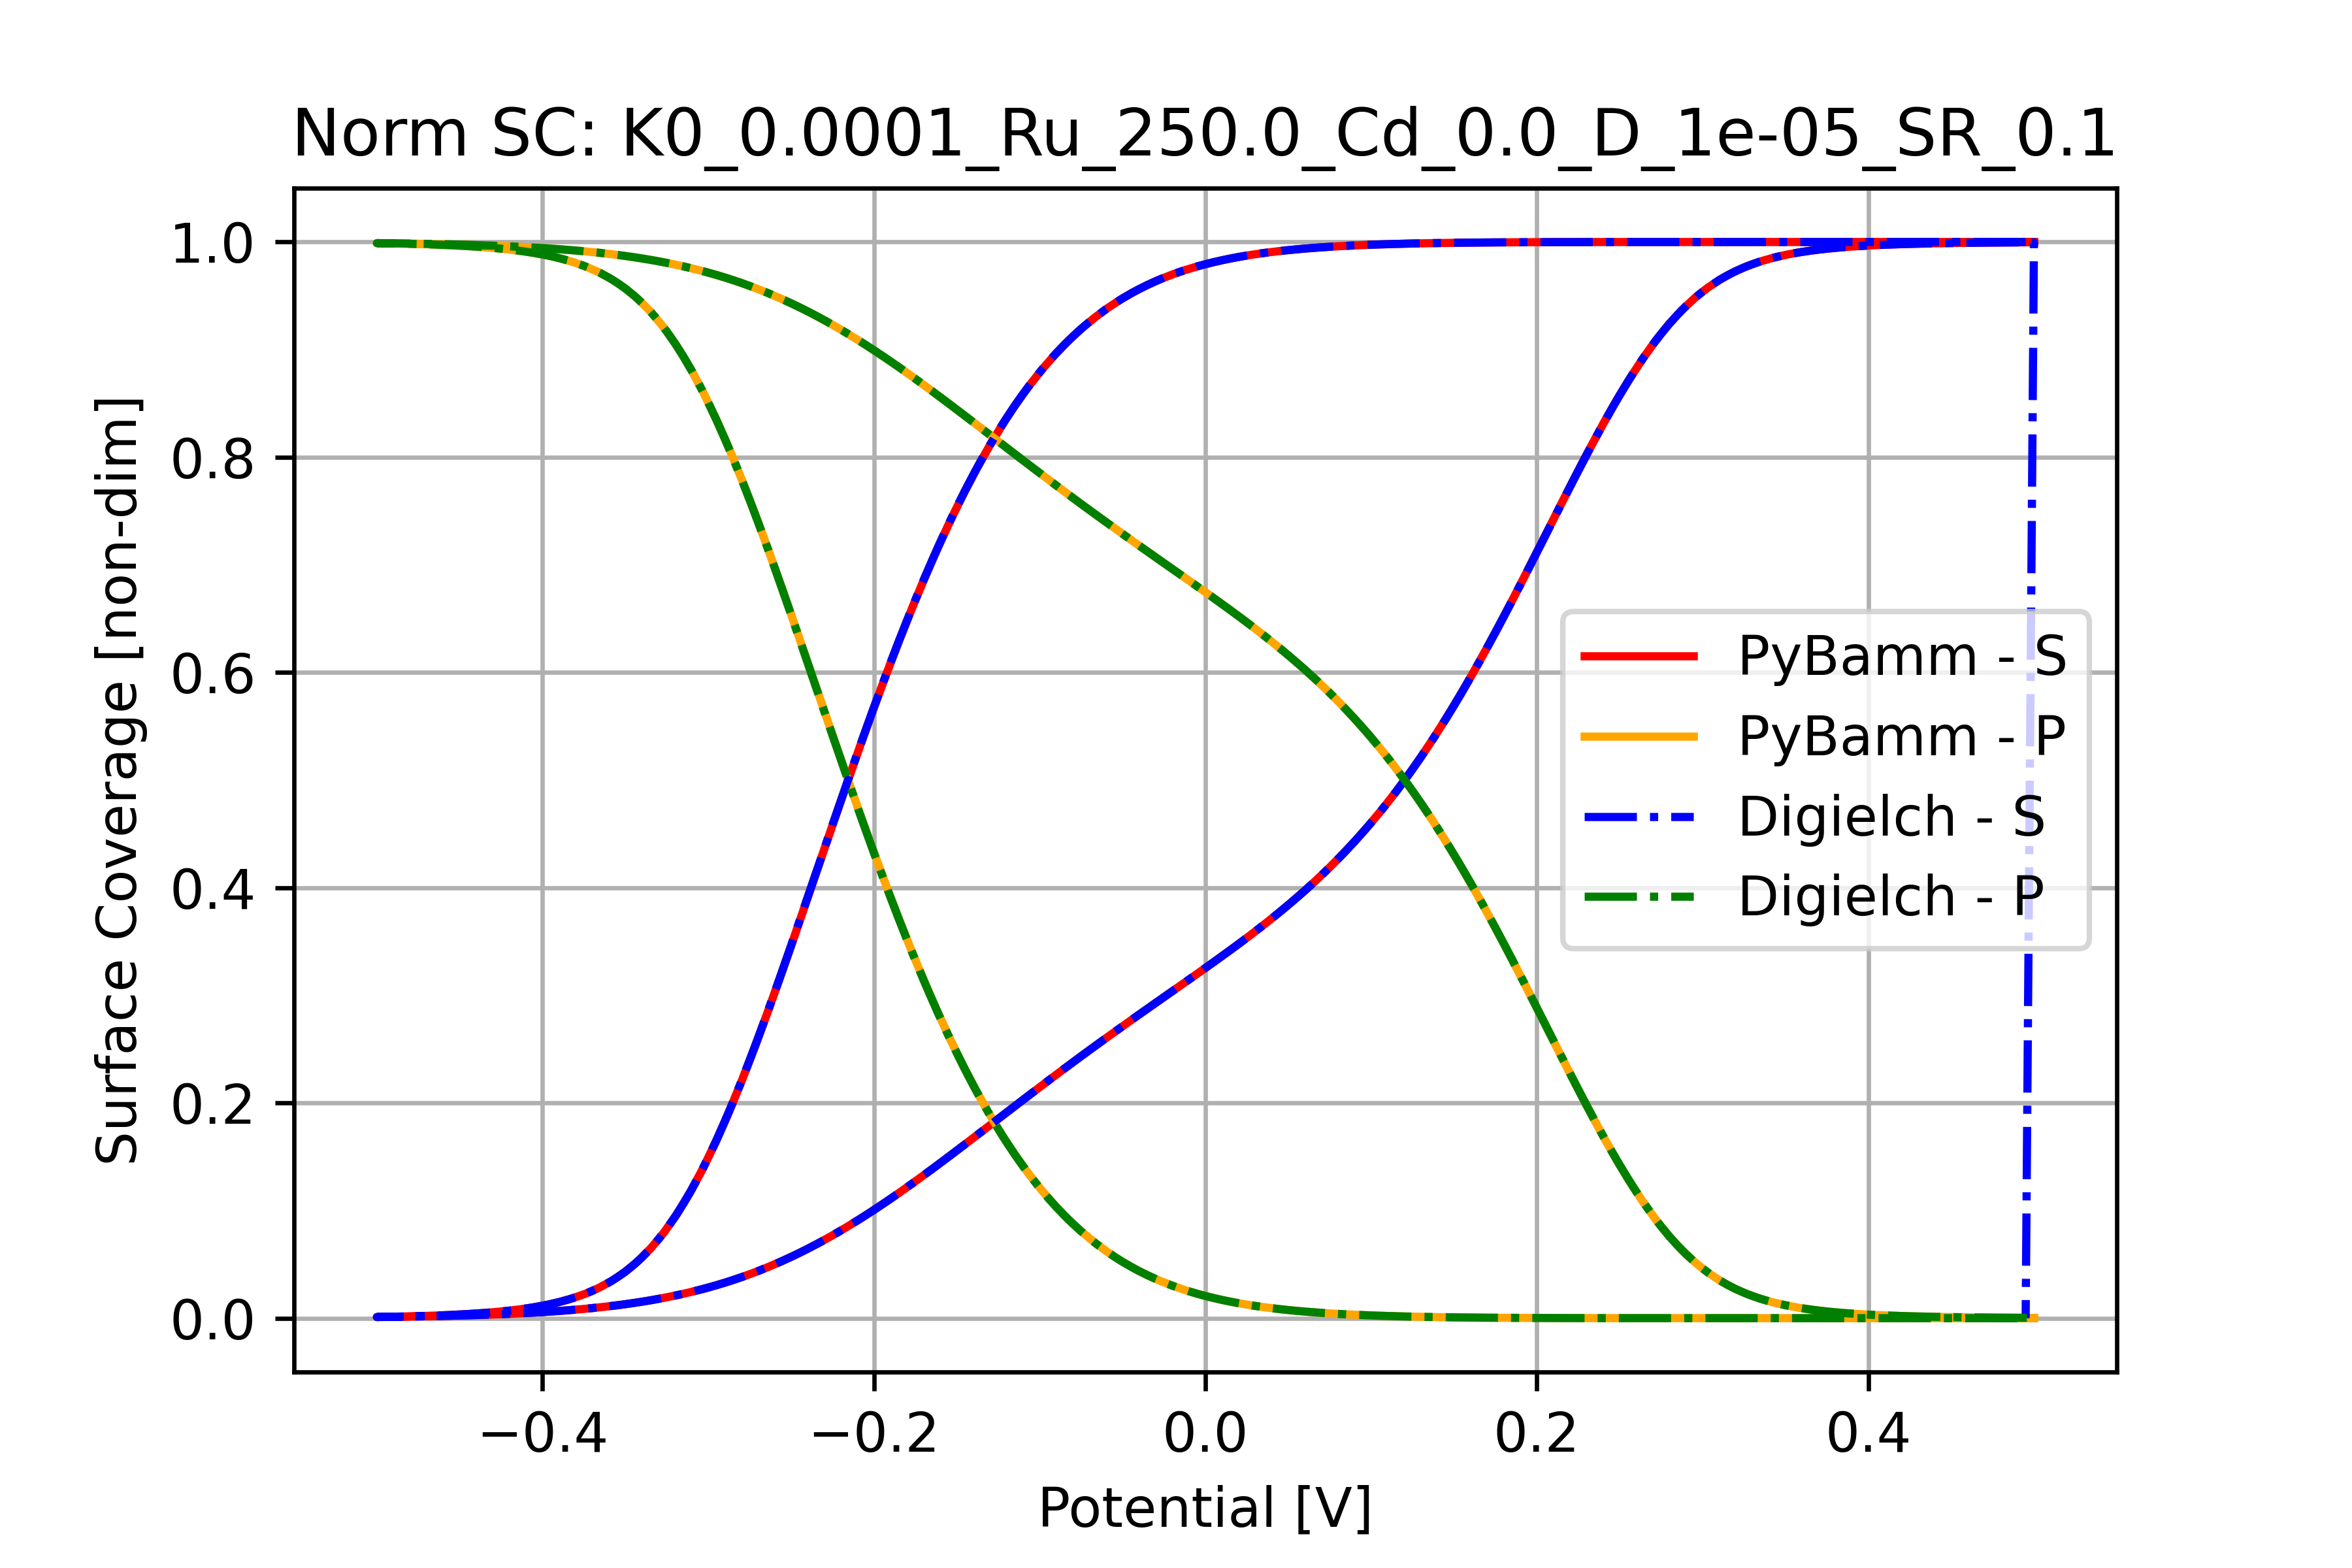 Norm SC: K0_0.0001_Ru_250.0_Cd_0.0_D_1e-05_SR_0.1
Surface Coverage [non-dim]
1.0
0.8
0.6
0.4
0.2
0.0
PyBamm - S
PyBamm - P
Digielch - S
Digielch - P
−0.4
−0.2
0.0
0.2
0.4
Potential [V]